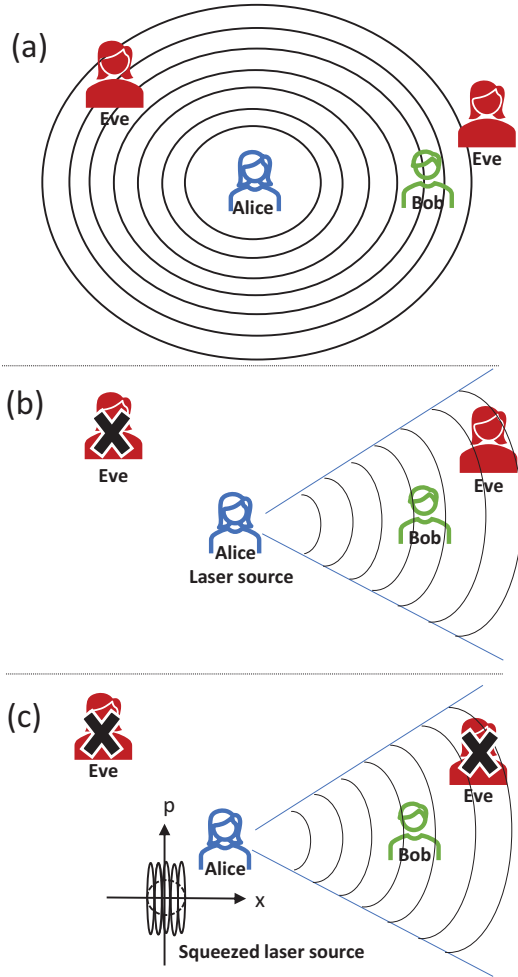 (a)
Eve
Eve
Alice
Bob
(b)
Eve
Eve
Bob
Alice
Laser source
(c)
Eve
Eve
p
Alice
Bob
x
Squeezed laser source